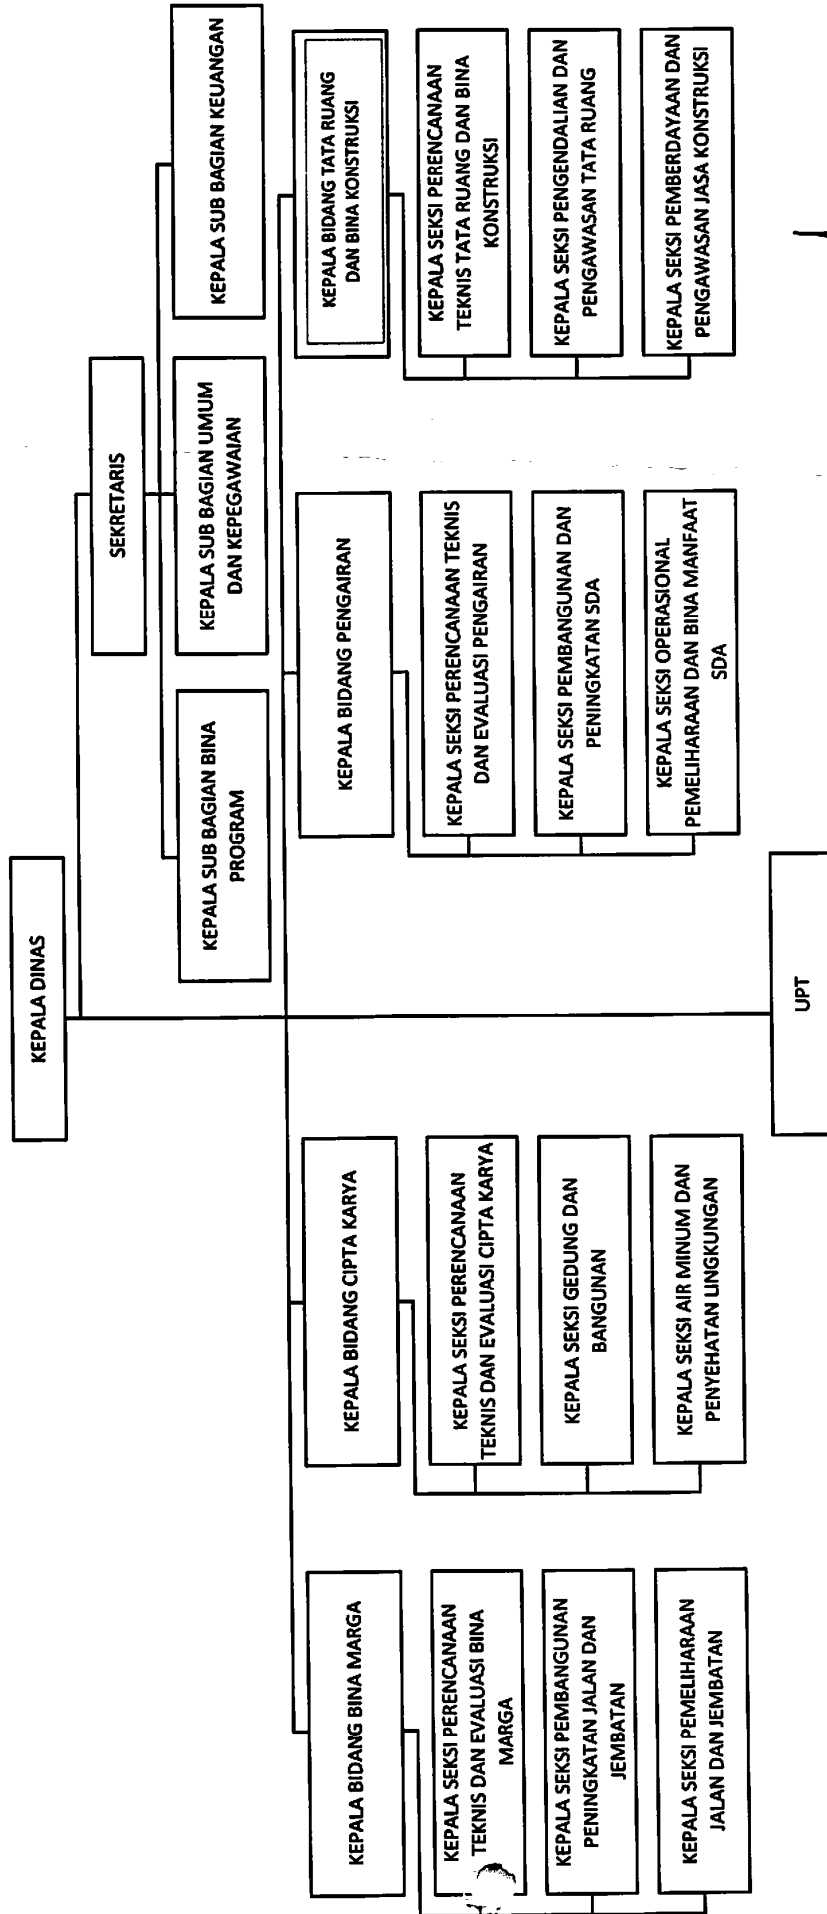 KEPALA DINAS
SEKRETARIS
KEPALA SUB BAGIAN BINA
PROGRAM
KEPALA SUB BAGIAN UMUM
DAN KEPEGAWAIAN
KEPALA SUB BAGIAN KEUANGAN
KEPALA BIDANG BINA MARGA
KEPALA SEKSI PERENCANAAN
TEKNIS DAN EVALUASI BINA
MARGA
KEPALA SEKSI PEMBANGUNAN
PENINGKATAN JALAN DAN
JEMBATAN
KEPALA SEKSI PEMELIHARAAN
JALAN DAN JEMBATAN
KEPALA BIDANG CIPTA KARYA
KEPALA SEKSI PERENCANAAN
TEKNIS DAN EVALUASI CIPTA KARYA
KEPALA SEKSI GEDUNG DAN
BANGUNAN
KEPALA SEKSI AIR MINUM DAN
PENYEHATAN LINGKUNGAN
KEPALA BIDANG PENGAIRAN
KEPALA SEKSI PERENCANAAN TEKNIS
DAN EVALUASI PENGAIRAN
KEPALA SEKSI PEMBANGUNAN DAN
PENINGKATAN SDA
KEPALA SEKSI OPERASIONAL
PEMELIHARAAN DAN BINA MANFAAT
SDA
KEPALA BIDANG TATA RUANG
DAN BINA KONSTRUKSI
KEPALA SEKSI PERENCANAAN
TEKNIS TATA RUANG DAN BINA
KONSTRUKSI
KEPALA SEKSI PENGENDALIAN DAN
PENGAWASAN TATA RUANG
KEPALA SEKSI PEMBERDAYAAN DAN
PENGAWASAN JASA KONSTRUKSI
UPT